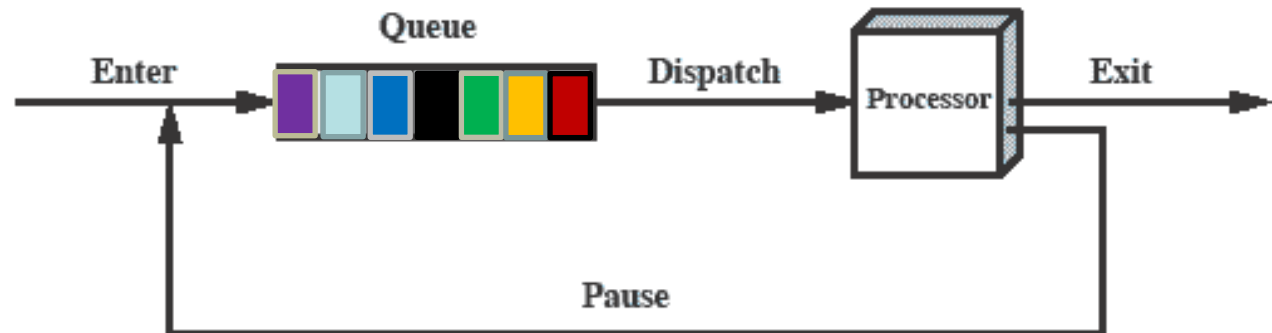 Queue
Enter
Dispatch
Processor
Exit
Pause